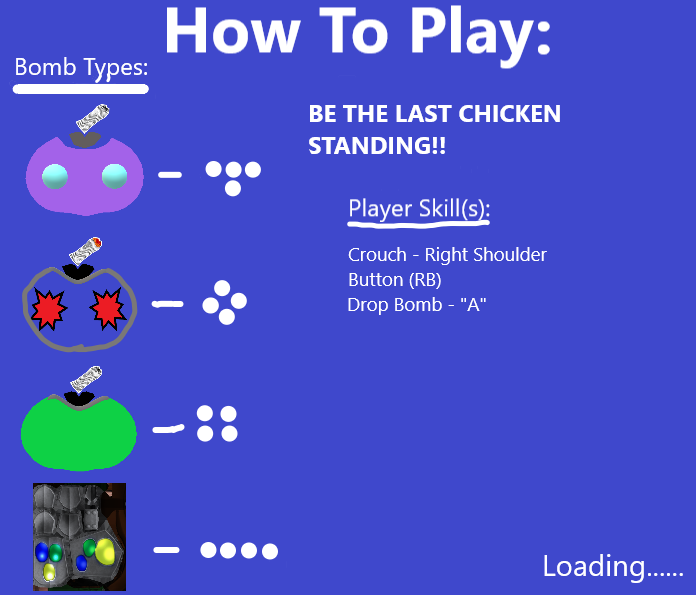 How To Play:
Bomb Types:
BE THE LAST CHICKEN
STANDING!!
Player Skill(s):
Crouch - Right Shoulder
Button (RB)
Drop Bomb - "A"
Loading......